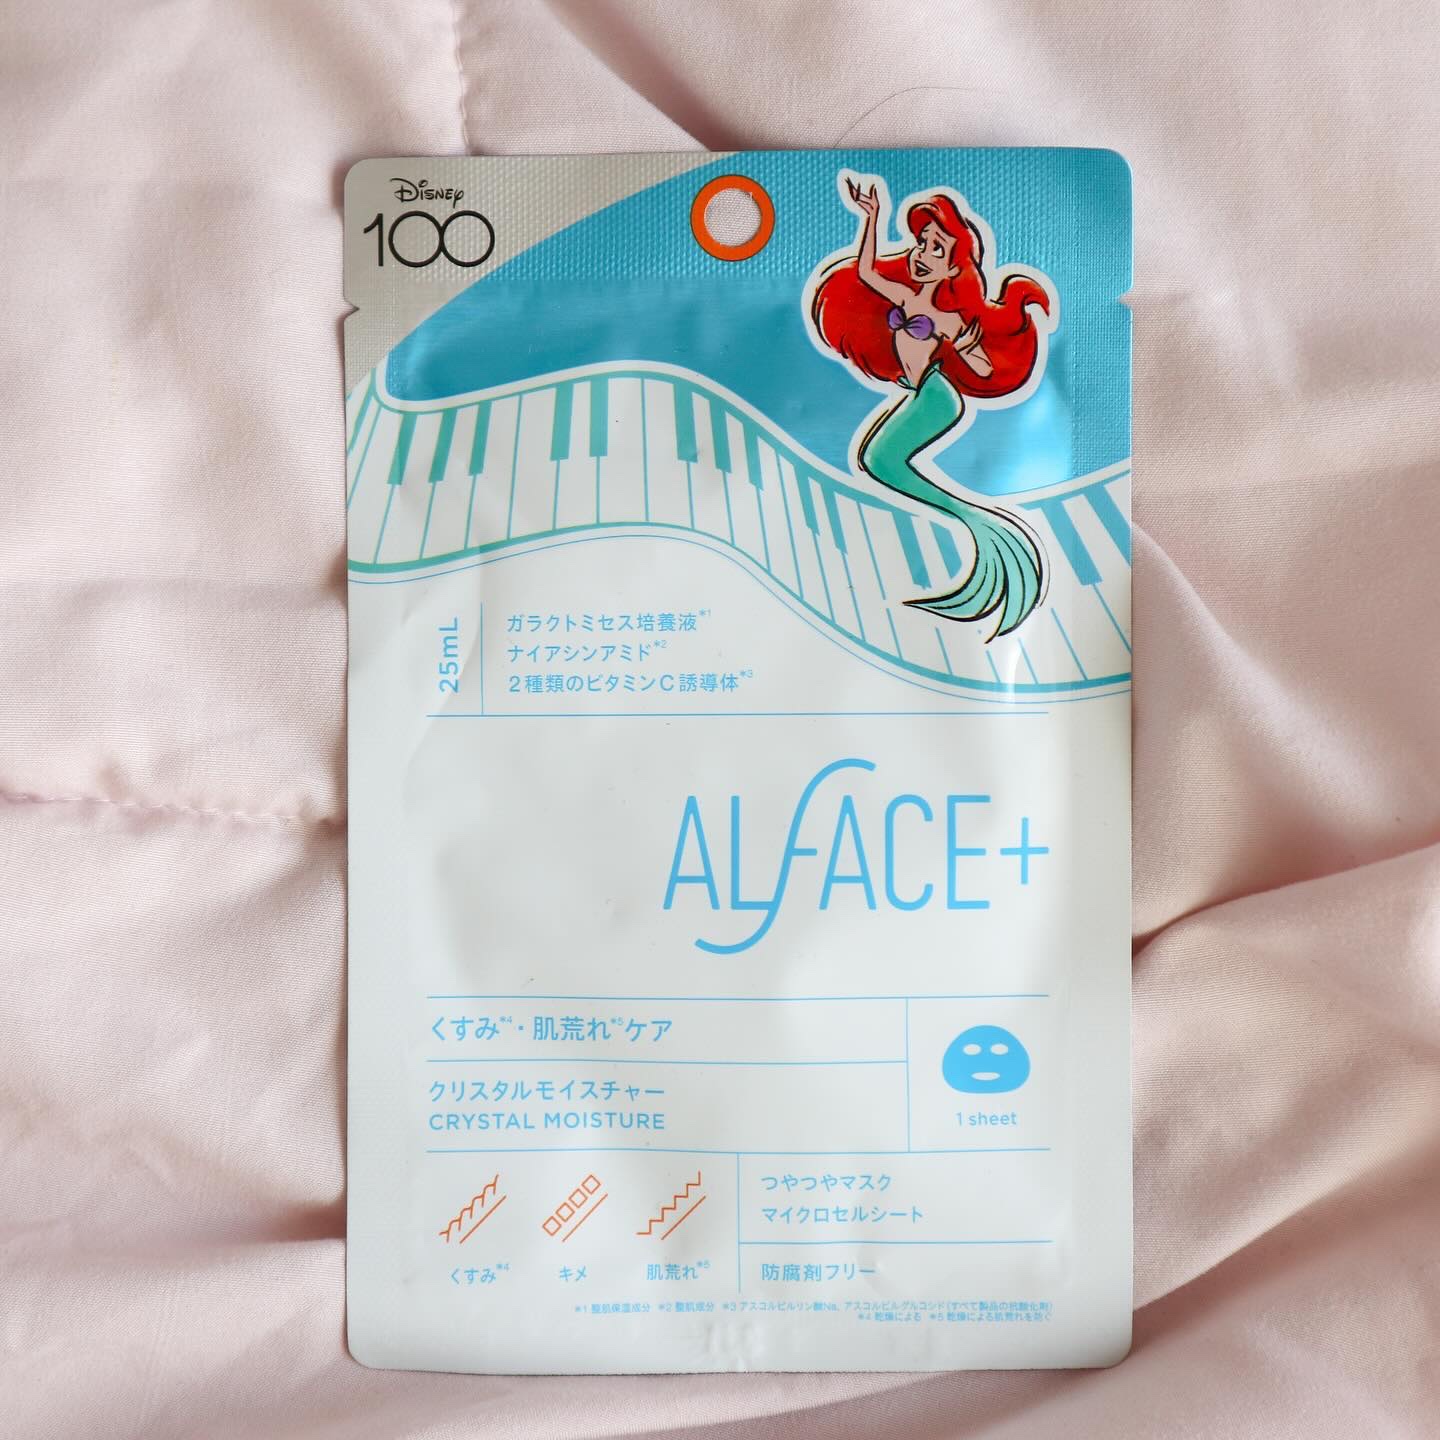 Disney
100
25mL
ガラクトミセス培養液*1
ナイアシンアミド*2
2種類のビタミンC誘導体*3
ALFACE+
くすみ*4・肌荒れ*5ケア
クリスタルモイスチャー
CRYSTAL MOISTURE
1 sheet
くすみ*4
キメ
肌荒れ*5
つやつやマスク
マイクロセルシート
防腐剤フリー
*1 整肌保湿成分 *2 整肌成分 *3 アスコルビルリン酸Na、アスコルビルグルコシド(すべて製品の抗酸化剤)
*4 乾燥による *5 乾燥による肌荒れを防ぐ